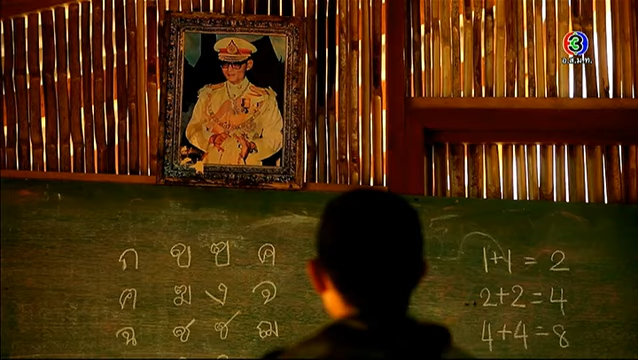 3
อ.ส.ม.ท.
ก ข ฃ ค 1+1 = 2
ฅ ฆ ง จ 2+2 = 4
ฉ ช ซ ฌ 4+4 = 8